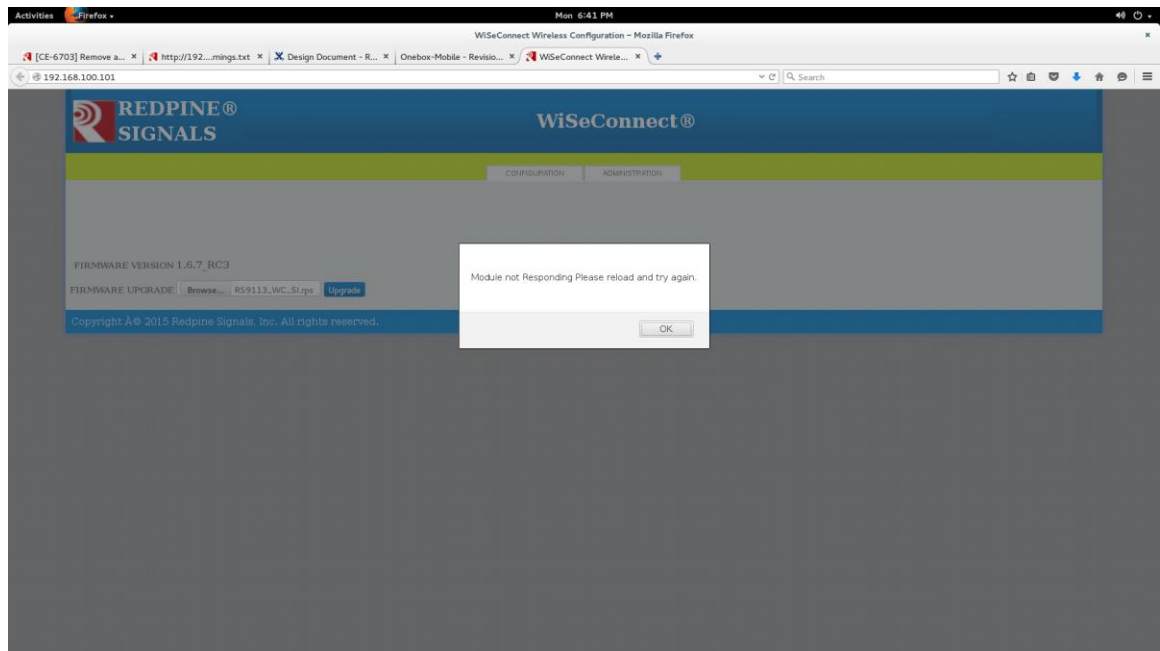 Activities Firefox Mon 6:41 PM
WiSeConnect Wireless Configuration – Mozilla Firefox
[CE-6703] Remove a... × http://192....mings.txt × Design Document - R... × Onebox-Mobile - Revisio... × WiSeConnect Wirele... ×
192.168.100.101 Search
REDPINE®
SIGNALS
WiSeConnect®
CONFIGURATION ADMINISTRATION
FIRMWARE VERSION 1.6.7_RC3
Module not Responding Please reload and try again.
FIRMWARE UPGRADE Browse... RS9113_WC_SI.rps Upgrade
Copyright Â© 2015 Redpine Signals, Inc. All rights reserved.
OK